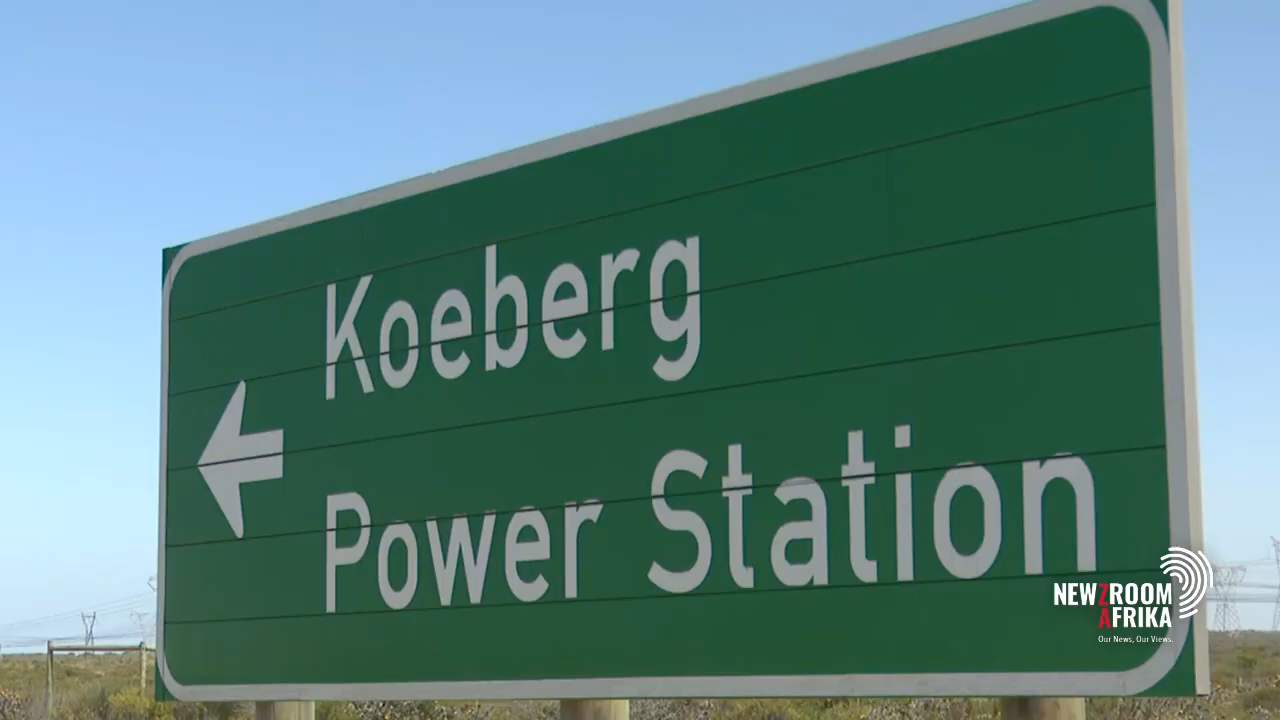 Koeberg
Power Station
NEWZROOM
AFRIKA
Our News, Our Views.